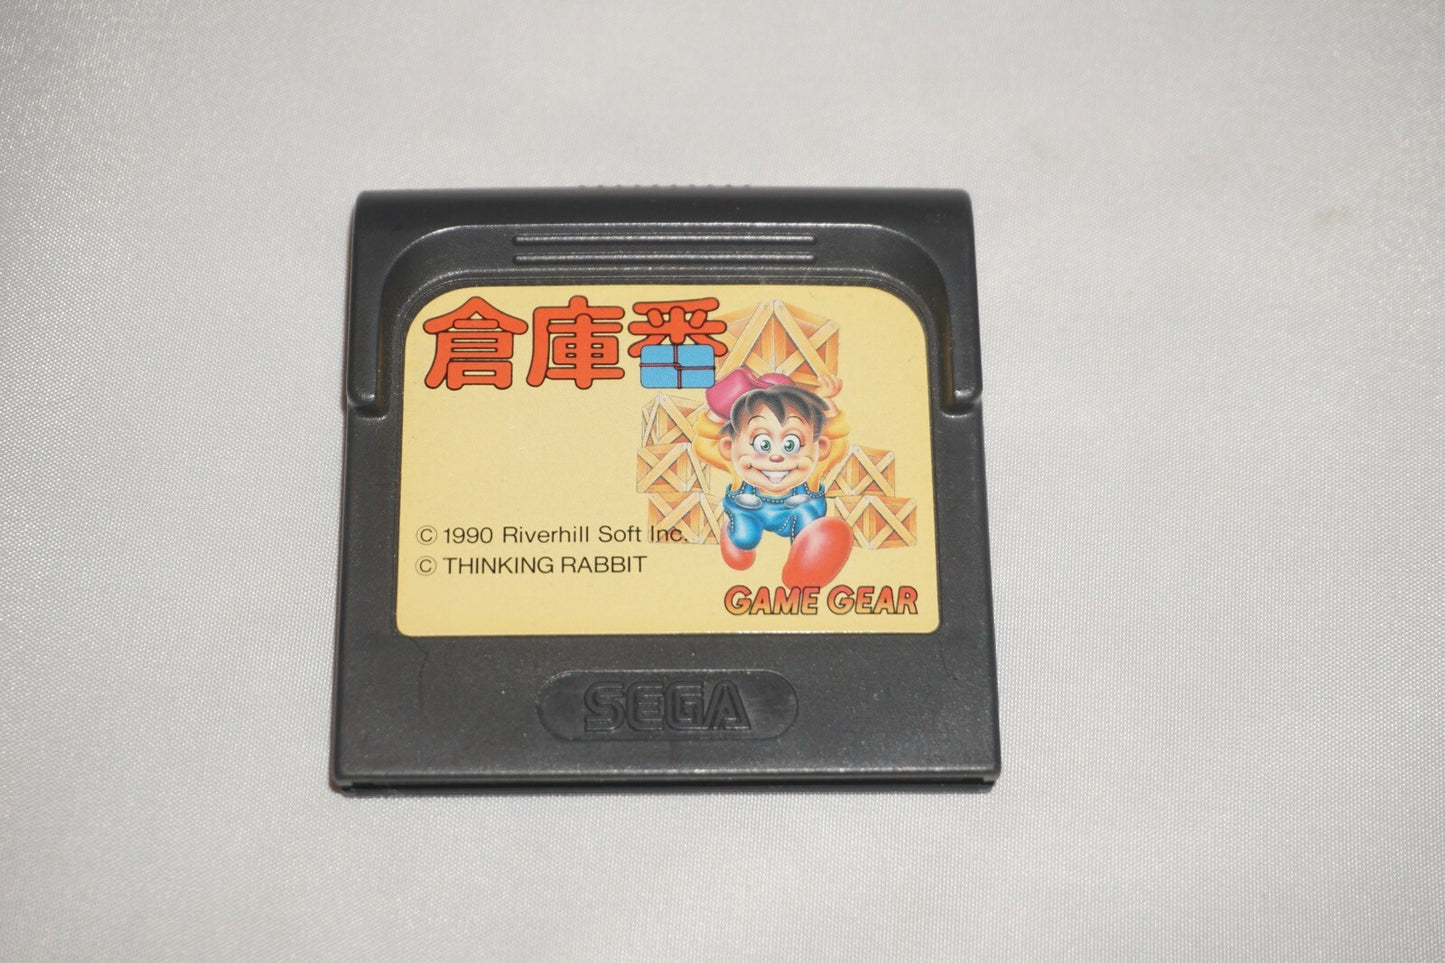 倉庫番
© 1990 Riverhill Soft Inc.
© THINKING RABBIT
GAME GEAR
SEGA